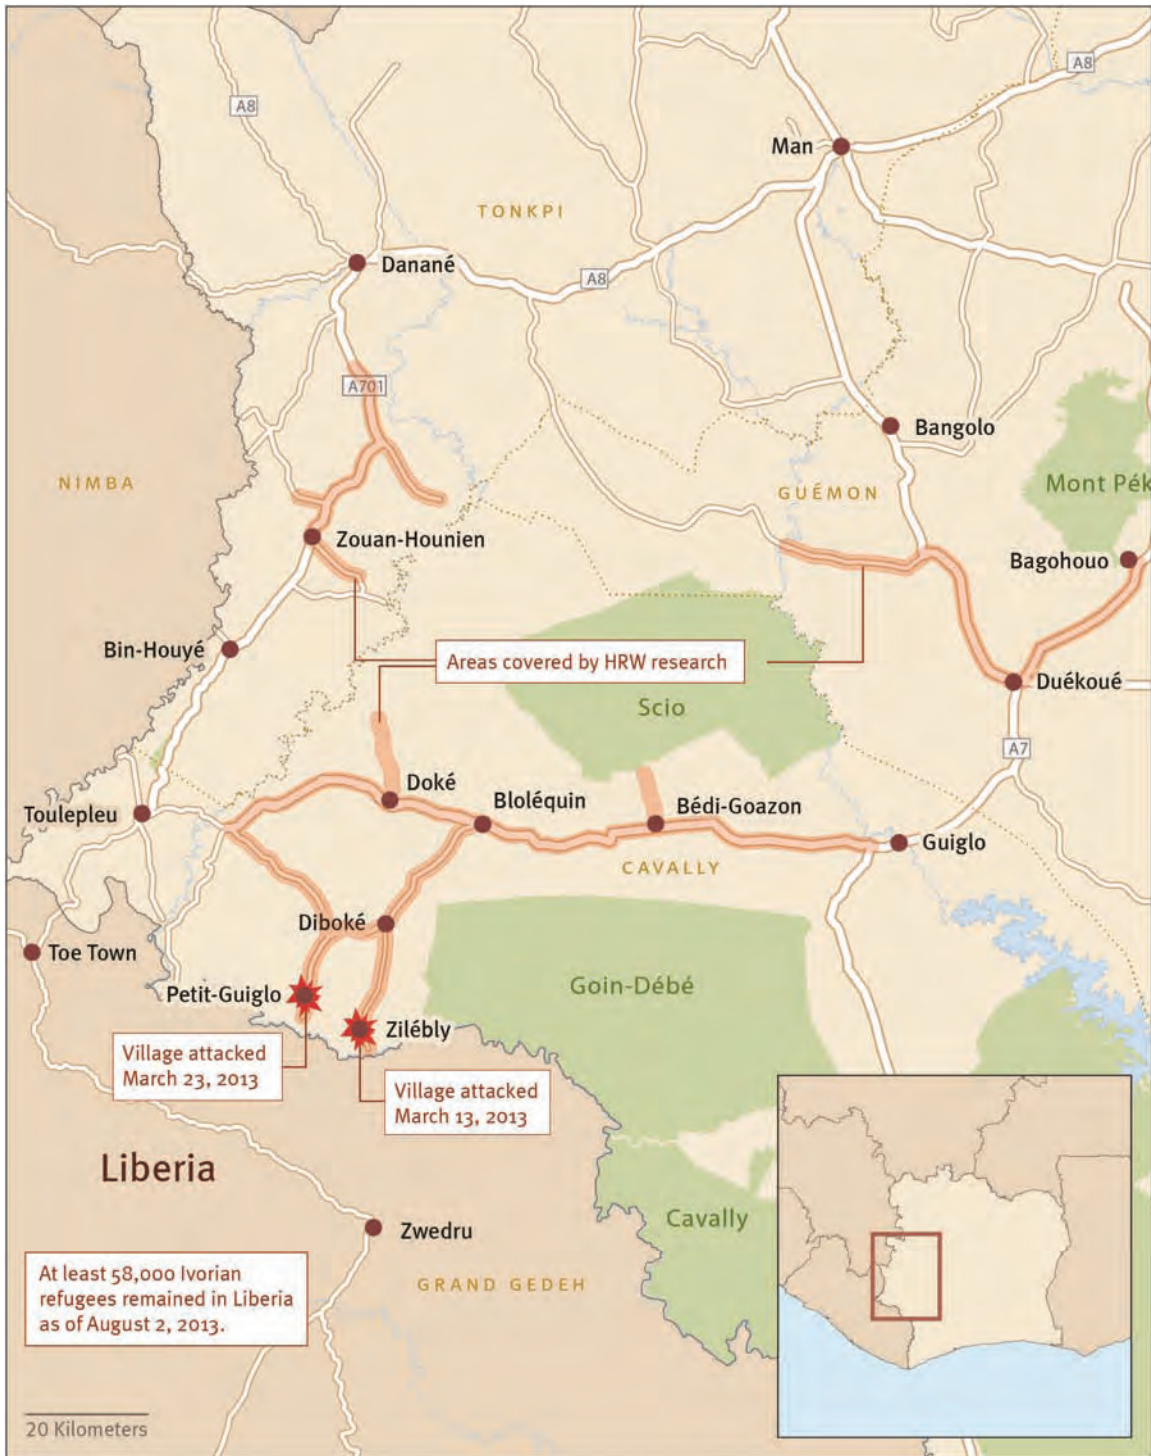 A8
A8
Man
TONKPI
Danané
A8
A701
Bangolo
NIMBA
GUÉMON
Mont Pék
Zouan-Hounien
Bagohouo
Bin-Houyé
Areas covered by HRW research
Duékoué
Scio
A7
Doké
Toulepleu
Bloléquin
Bédi-Goazon
Guiglo
CAVALLY
Diboké
Toe Town
Goin-Débé
Petit-Guiglo
Zilébly
Village attacked
March 23, 2013
Village attacked
March 13, 2013
Liberia
Cavally
Zwedru
At least 58,000 Ivorian
refugees remained in Liberia
as of August 2, 2013.
GRAND GEDEH
20 Kilometers